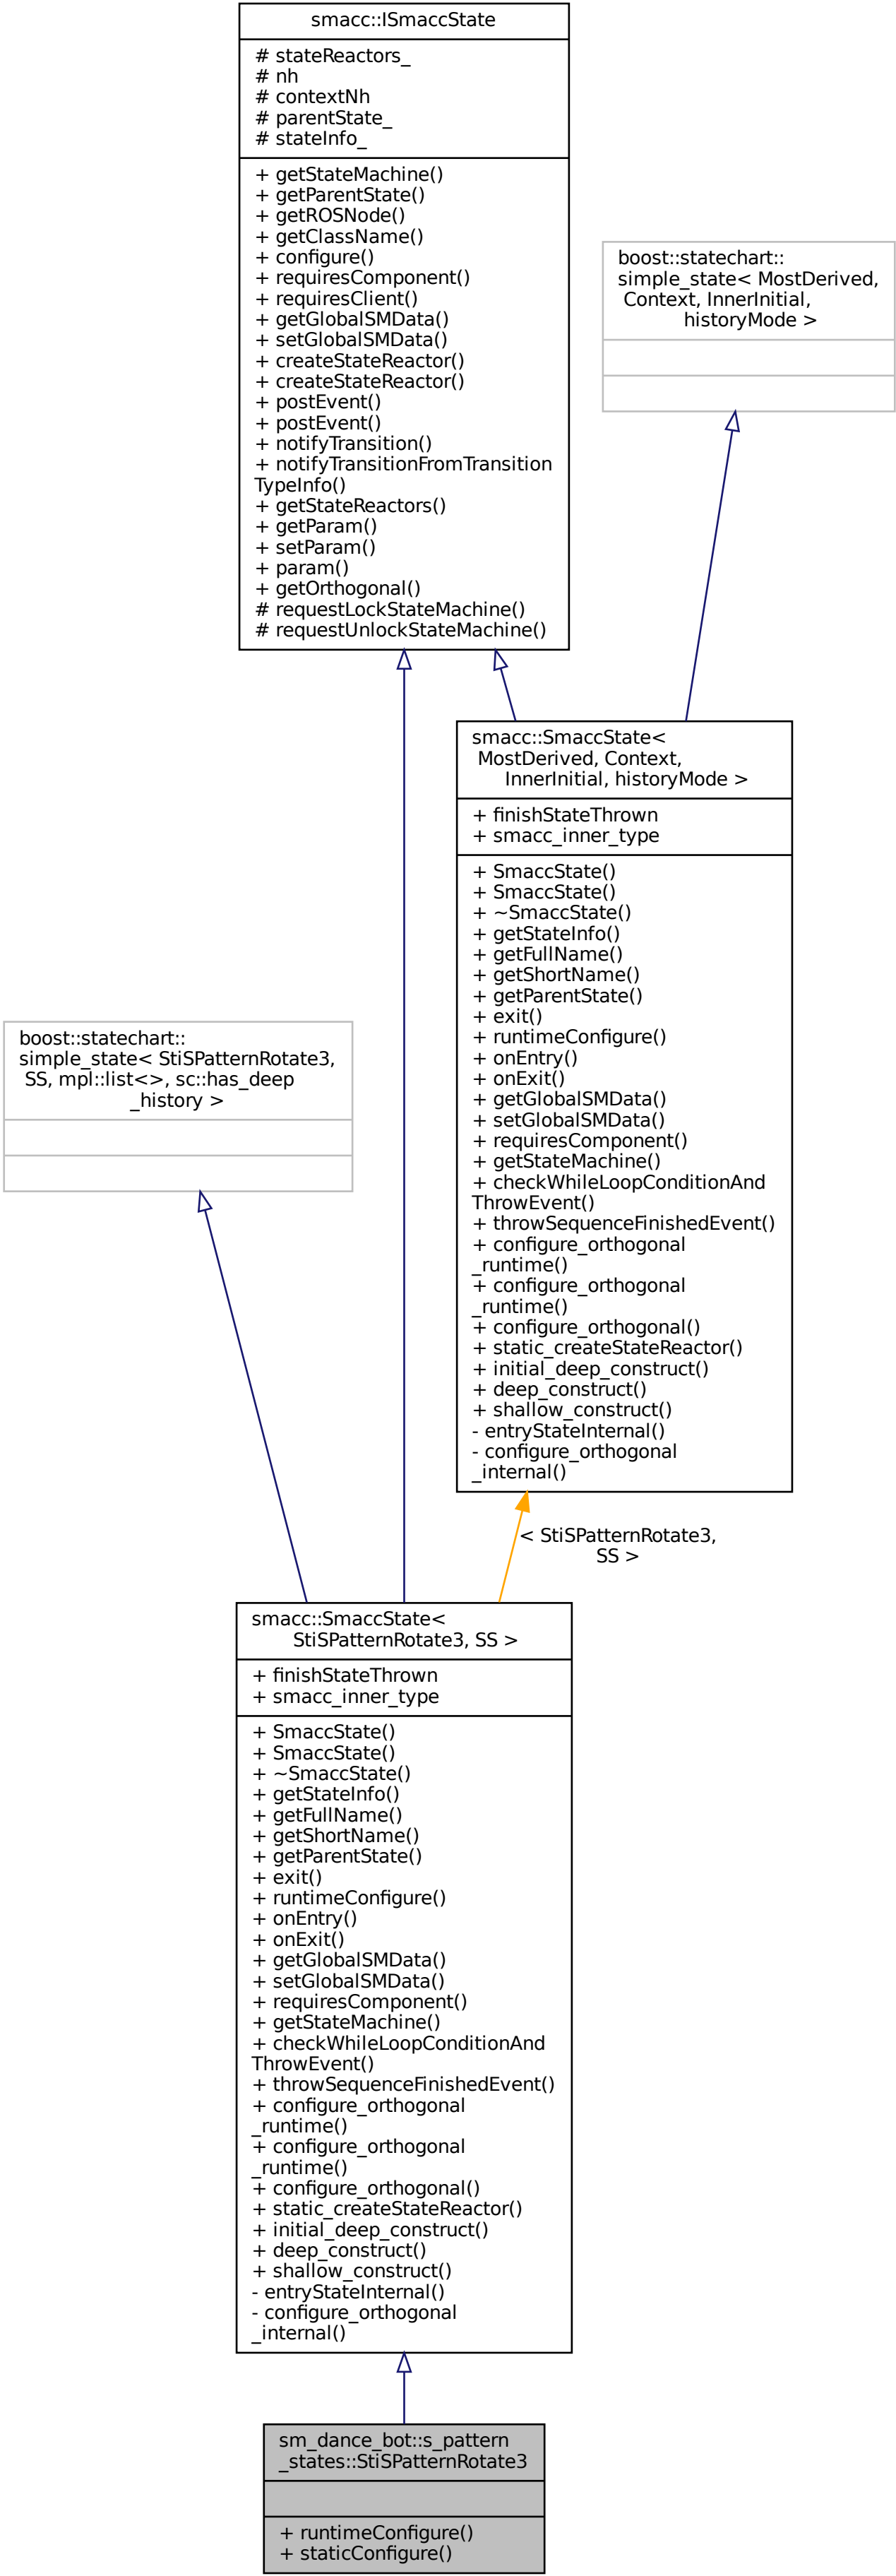 smacc::ISmaccState
# stateReactors_
# nh
# contextNh
# parentState_
# stateInfo_
+ getStateMachine()
+ getParentState()
+ getROSNode()
+ getClassName()
+ configure()
+ requiresComponent()
+ requiresClient()
+ getGlobalSMData()
+ setGlobalSMData()
+ createStateReactor()
+ createStateReactor()
+ postEvent()
+ postEvent()
+ notifyTransition()
+ notifyTransitionFromTransition
TypeInfo()
+ getStateReactors()
+ getParam()
+ setParam()
+ param()
+ getOrthogonal()
# requestLockStateMachine()
# requestUnlockStateMachine()
boost::statechart::
simple_state< MostDerived,
Context, InnerInitial,
historyMode >
smacc::SmaccState<
MostDerived, Context,
InnerInitial, historyMode >
+ finishStateThrown
+ smacc_inner_type
+ SmaccState()
+ SmaccState()
+ ~SmaccState()
+ getStateInfo()
+ getFullName()
+ getShortName()
+ getParentState()
+ exit()
+ runtimeConfigure()
+ onEntry()
+ onExit()
+ getGlobalSMData()
+ setGlobalSMData()
+ requiresComponent()
+ getStateMachine()
+ checkWhileLoopConditionAnd
ThrowEvent()
+ throwSequenceFinishedEvent()
+ configure_orthogonal
_runtime()
+ configure_orthogonal
_runtime()
+ configure_orthogonal()
+ static_createStateReactor()
+ initial_deep_construct()
+ deep_construct()
+ shallow_construct()
- entryStateInternal()
- configure_orthogonal
_internal()
boost::statechart::
simple_state< StiSPatternRotate3,
SS, mpl::list<>, sc::has_deep
_history >
< StiSPatternRotate3,
SS >
smacc::SmaccState<
StiSPatternRotate3, SS >
+ finishStateThrown
+ smacc_inner_type
+ SmaccState()
+ SmaccState()
+ ~SmaccState()
+ getStateInfo()
+ getFullName()
+ getShortName()
+ getParentState()
+ exit()
+ runtimeConfigure()
+ onEntry()
+ onExit()
+ getGlobalSMData()
+ setGlobalSMData()
+ requiresComponent()
+ getStateMachine()
+ checkWhileLoopConditionAnd
ThrowEvent()
+ throwSequenceFinishedEvent()
+ configure_orthogonal
_runtime()
+ configure_orthogonal
_runtime()
+ configure_orthogonal()
+ static_createStateReactor()
+ initial_deep_construct()
+ deep_construct()
+ shallow_construct()
- entryStateInternal()
- configure_orthogonal
_internal()
sm_dance_bot::s_pattern
_states::StiSPatternRotate3
+ runtimeConfigure()
+ staticConfigure()